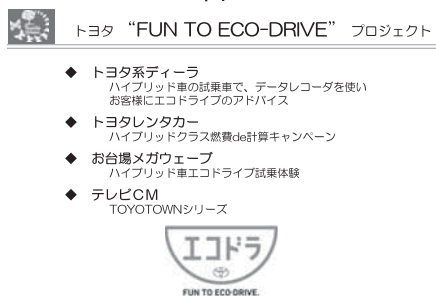 トヨタ “FUN TO ECO-DRIVE” プロジェクト
◆ トヨタ系ディーラ
ハイブリッド車の試乗車で、データレコーダを使い
お客様にエコドライブのアドバイス
◆ トヨタレンタカー
ハイブリッドクラス燃費de計算キャンペーン
◆ お台場メガウェーブ
ハイブリッド車エコドライブ試乗体験
◆ テレビCM
TOYOTOWNシリーズ
エコドラ
FUN TO ECO-DRIVE.